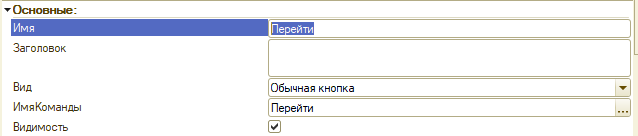 Основные:
Имя Перейти
Заголовок
Вид Обычная кнопка
ИмяКоманды Перейти ...
Видимость